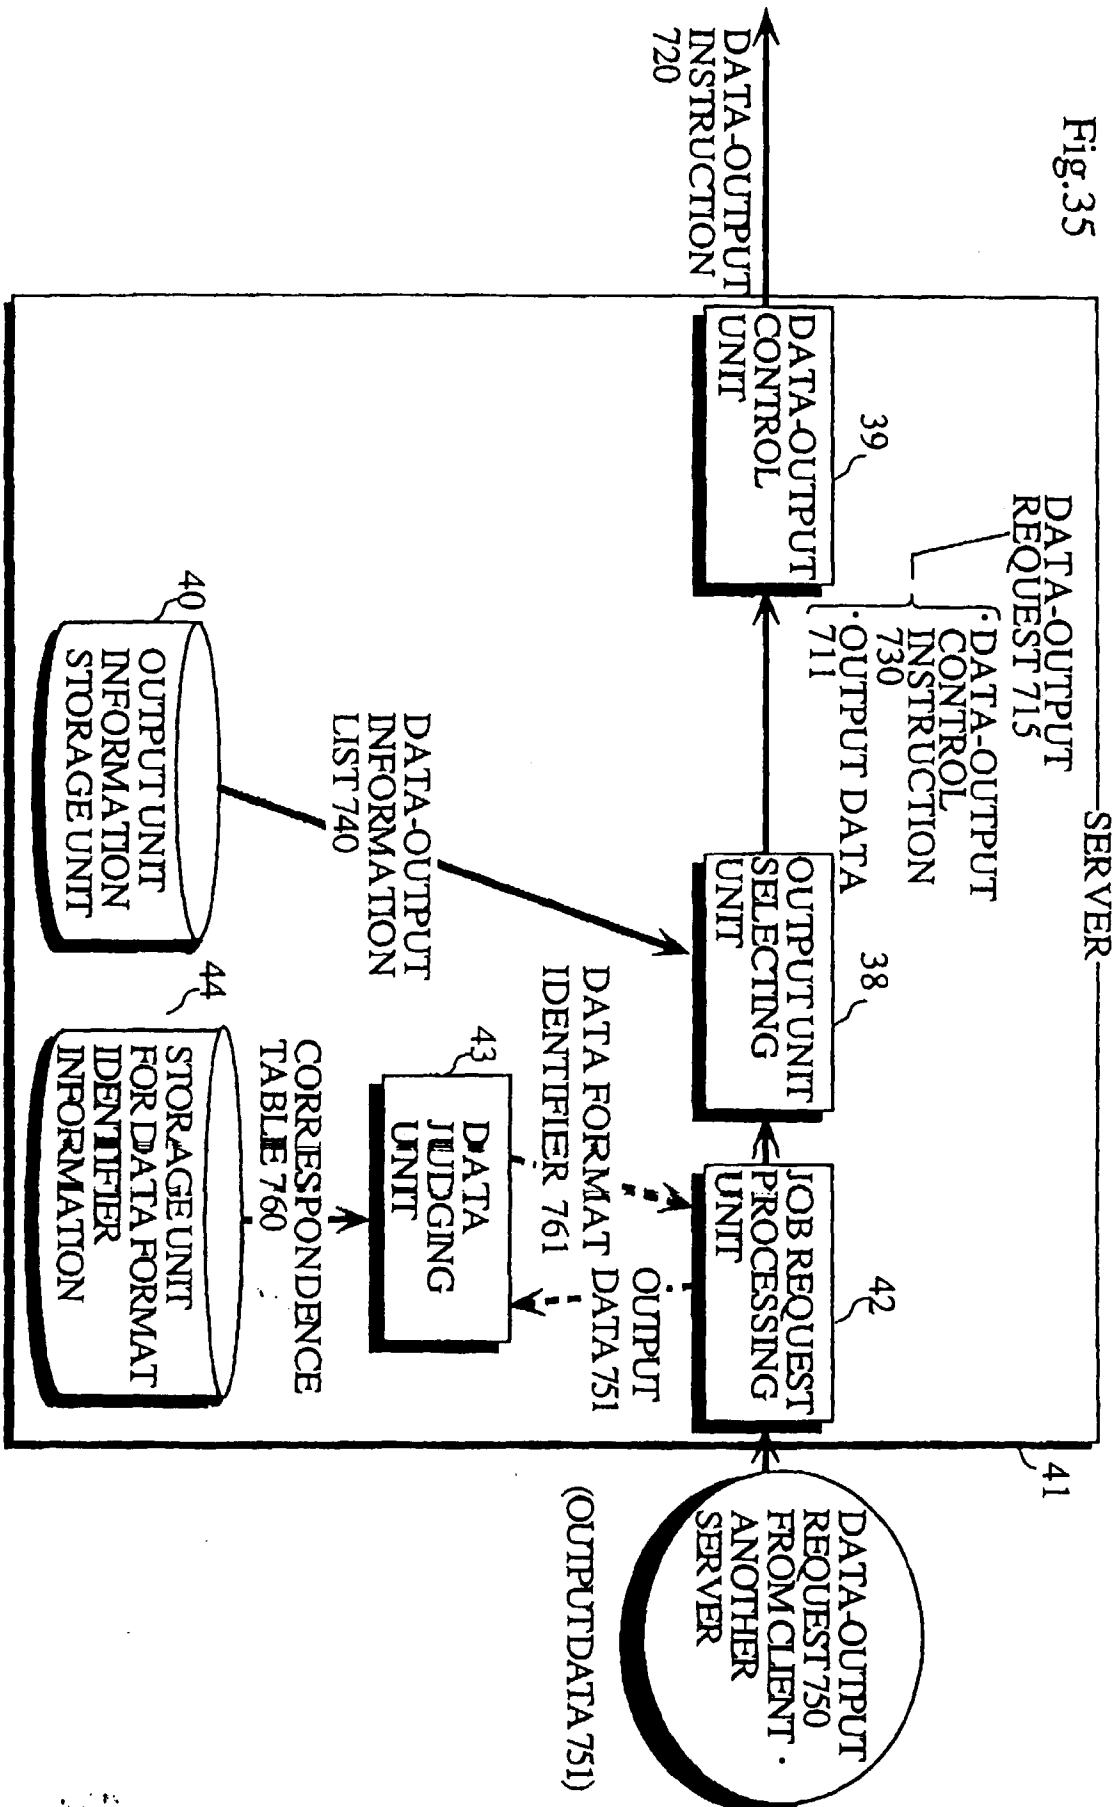 Fig.35
SERVER
41
DATA-OUTPUT
REQUEST 715
·DATA-OUTPUT
CONTROL
INSTRUCTION
730
·OUTPUT DATA
711
39
DATA-OUTPUT
CONTROL
UNIT
DATA-OUTPUT
INSTRUCTION
720
38
OUTPUT UNIT
SELECTING
UNIT
42
JOB REQUEST
PROCESSING
UNIT
DATA-OUTPUT
REQUEST 750
FROM CLIENT ·
ANOTHER
SERVER
(OUTPUT DATA 751)
OUTPUT
DATA 751
DATA FORMAT
IDENTIFIER 761
43
DATA
JUDGING
UNIT
DATA-OUTPUT
INFORMATION
LIST 740
CORRESPONDENCE
TABLE 760
40
OUTPUT UNIT
INFORMATION
STORAGE UNIT
44
STORAGE UNIT
FOR DATA FORMAT
IDENTIFIER
INFORMATION